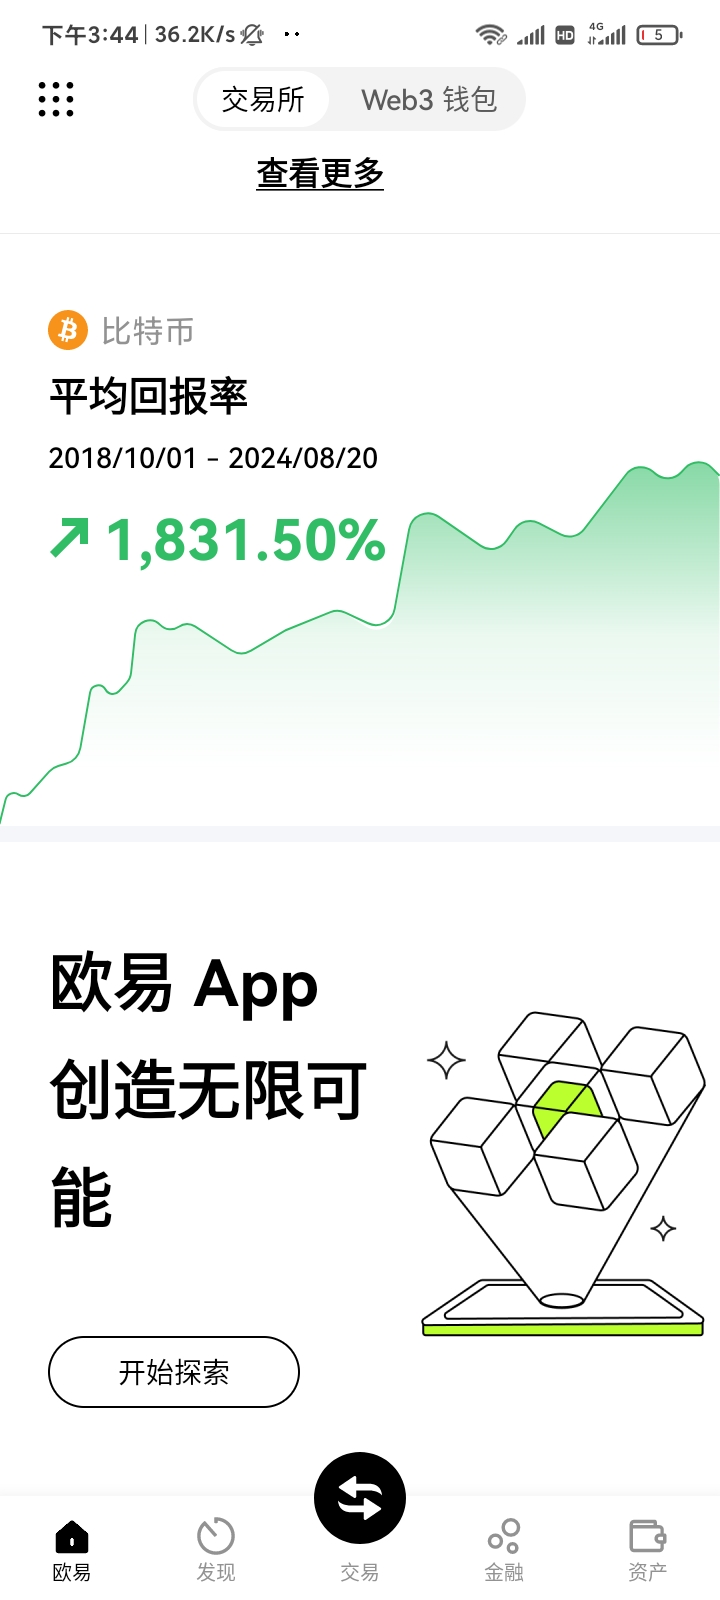 下午3:44 | 36.2K/s
HD 4G 5
交易所 Web3 钱包
查看更多
比特币
平均回报率
2018/10/01 – 2024/08/20
1,831.50%
欧易 App
创造无限可
能
开始探索
欧易 发现 交易 金融 资产